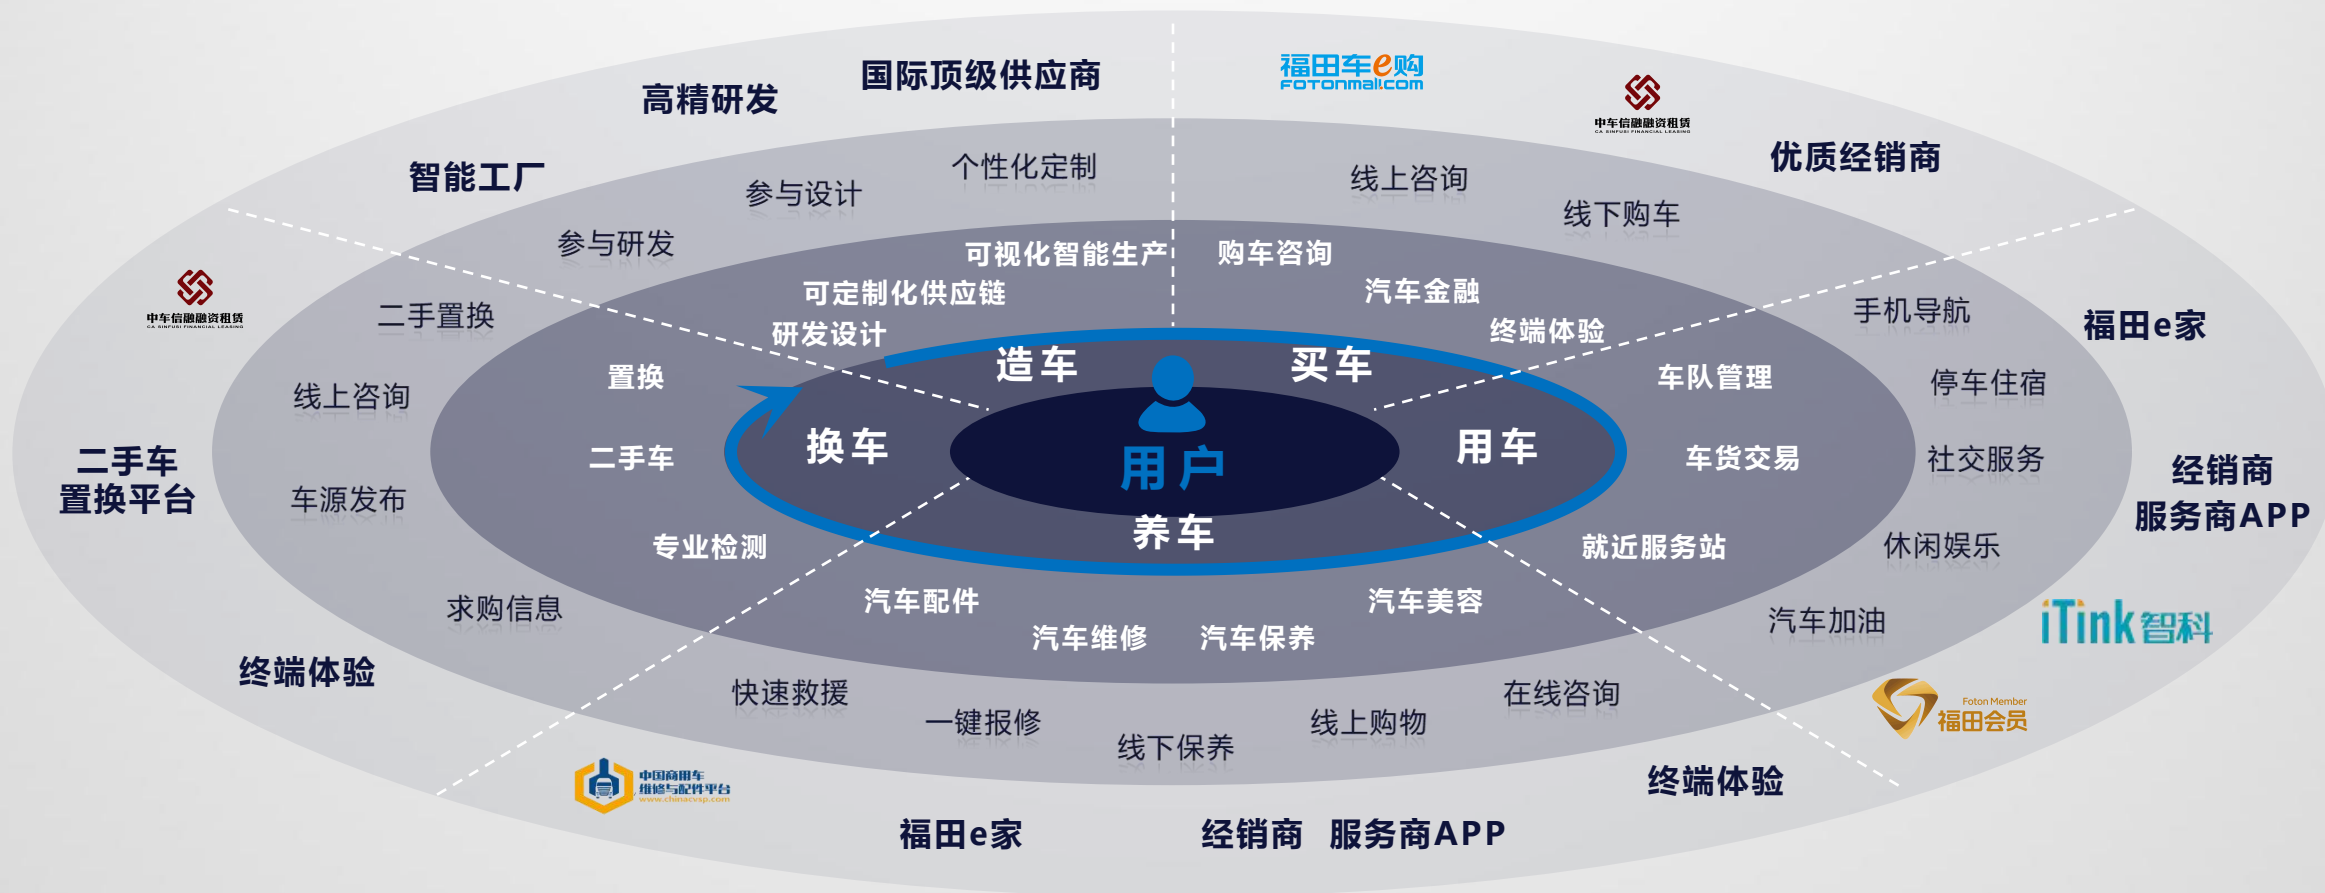 国际顶级供应商
高精研发
智能工厂
福田车e购
FOTONmall.com
中车信融融资租赁
CA SINFUSI FINANCIAL LEASING
优质经销商
个性化定制
参与设计
参与研发
线上咨询
线下购车
可视化智能生产
可定制化供应链
研发设计
购车咨询
汽车金融
终端体验
造车
买车
中车信融融资租赁
CA SINFUSI FINANCIAL LEASING
二手置换
线上咨询
车源发布
求购信息
二手车
置换平台
终端体验
置换
二手车
专业检测
换车
用户
用车
养车
车队管理
车货交易
就近服务站
手机导航
停车住宿
社交服务
休闲娱乐
汽车加油
福田e家
经销商
服务商APP
iTink智科
Foton Member
福田会员
终端体验
汽车配件
汽车维修
汽车保养
汽车美容
快速救援
一键报修
线下保养
线上购物
在线咨询
中国商用车
维修与配件平台
www.chinacvsp.com
福田e家
经销商 服务商APP